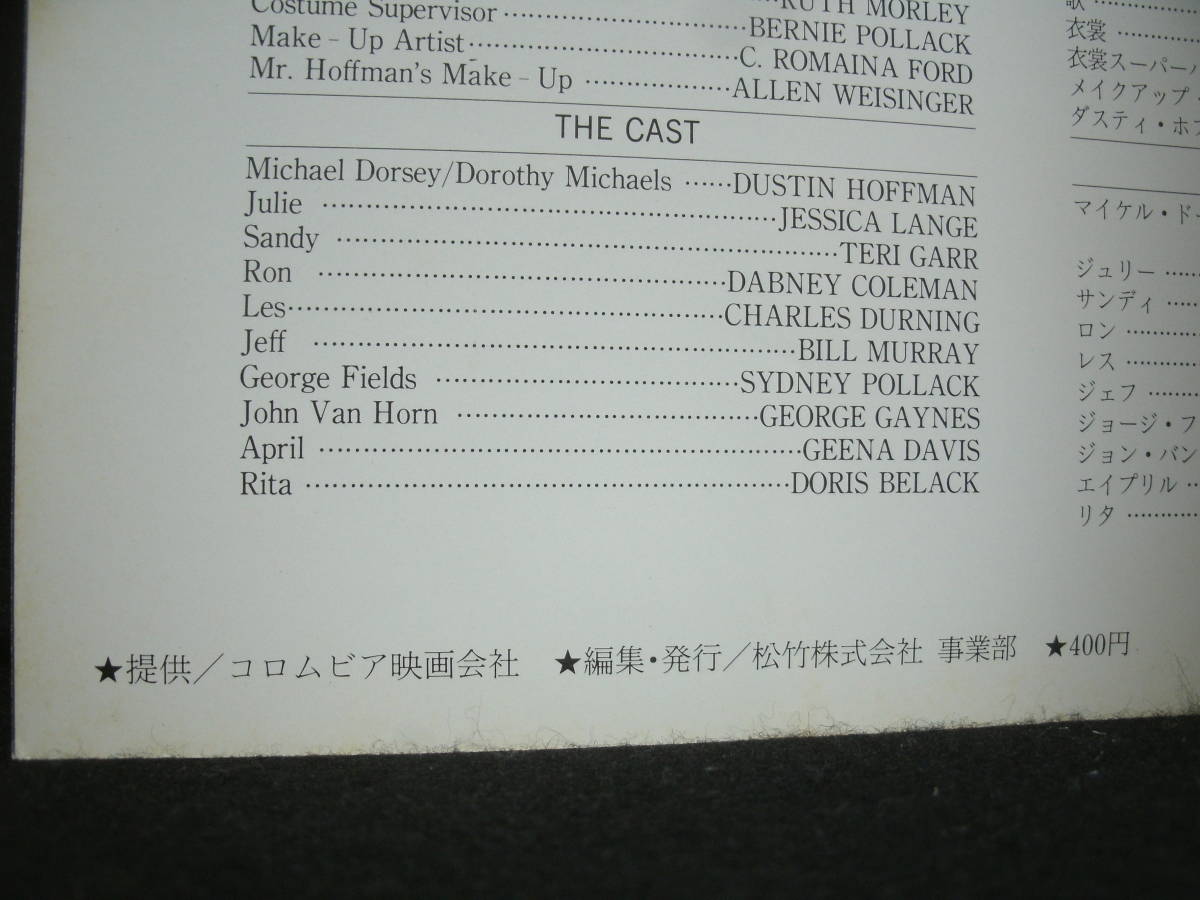 RUTH MORLEY
Costume Supervisor BERNIE POLLACK
Make-Up Artist C. ROMAINA FORD
Mr. Hoffman's Make-Up ALLEN WEISINGER
THE CAST
Michael Dorsey/Dorothy Michaels DUSTIN HOFFMAN
Julie JESSICA LANGE
Sandy TERI GARR
Ron DABNEY COLEMAN
Les CHARLES DURNING
Jeff BILL MURRAY
George Fields SYDNEY POLLACK
John Van Horn GEORGE GAYNES
April GEENA DAVIS
Rita DORIS BELACK
歌
衣裳
衣裳スーパー
メイクアップ・
ダスティ・ホフ
マイケル・ドー
ジュリー
サンディ
ロン
レス
ジェフ
ジョージ・フ
ジョン・バン
エイプリル
リタ
★提供/コロムビア映画会社 ★編集・発行/松竹株式会社 事業部 ★400円